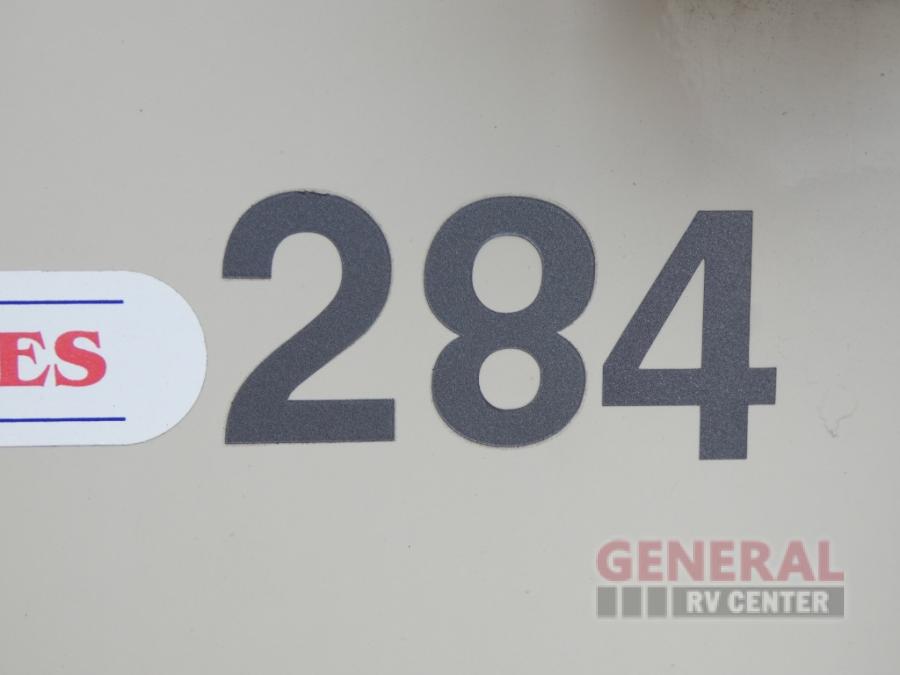 ES
284
GENERAL
RV CENTER